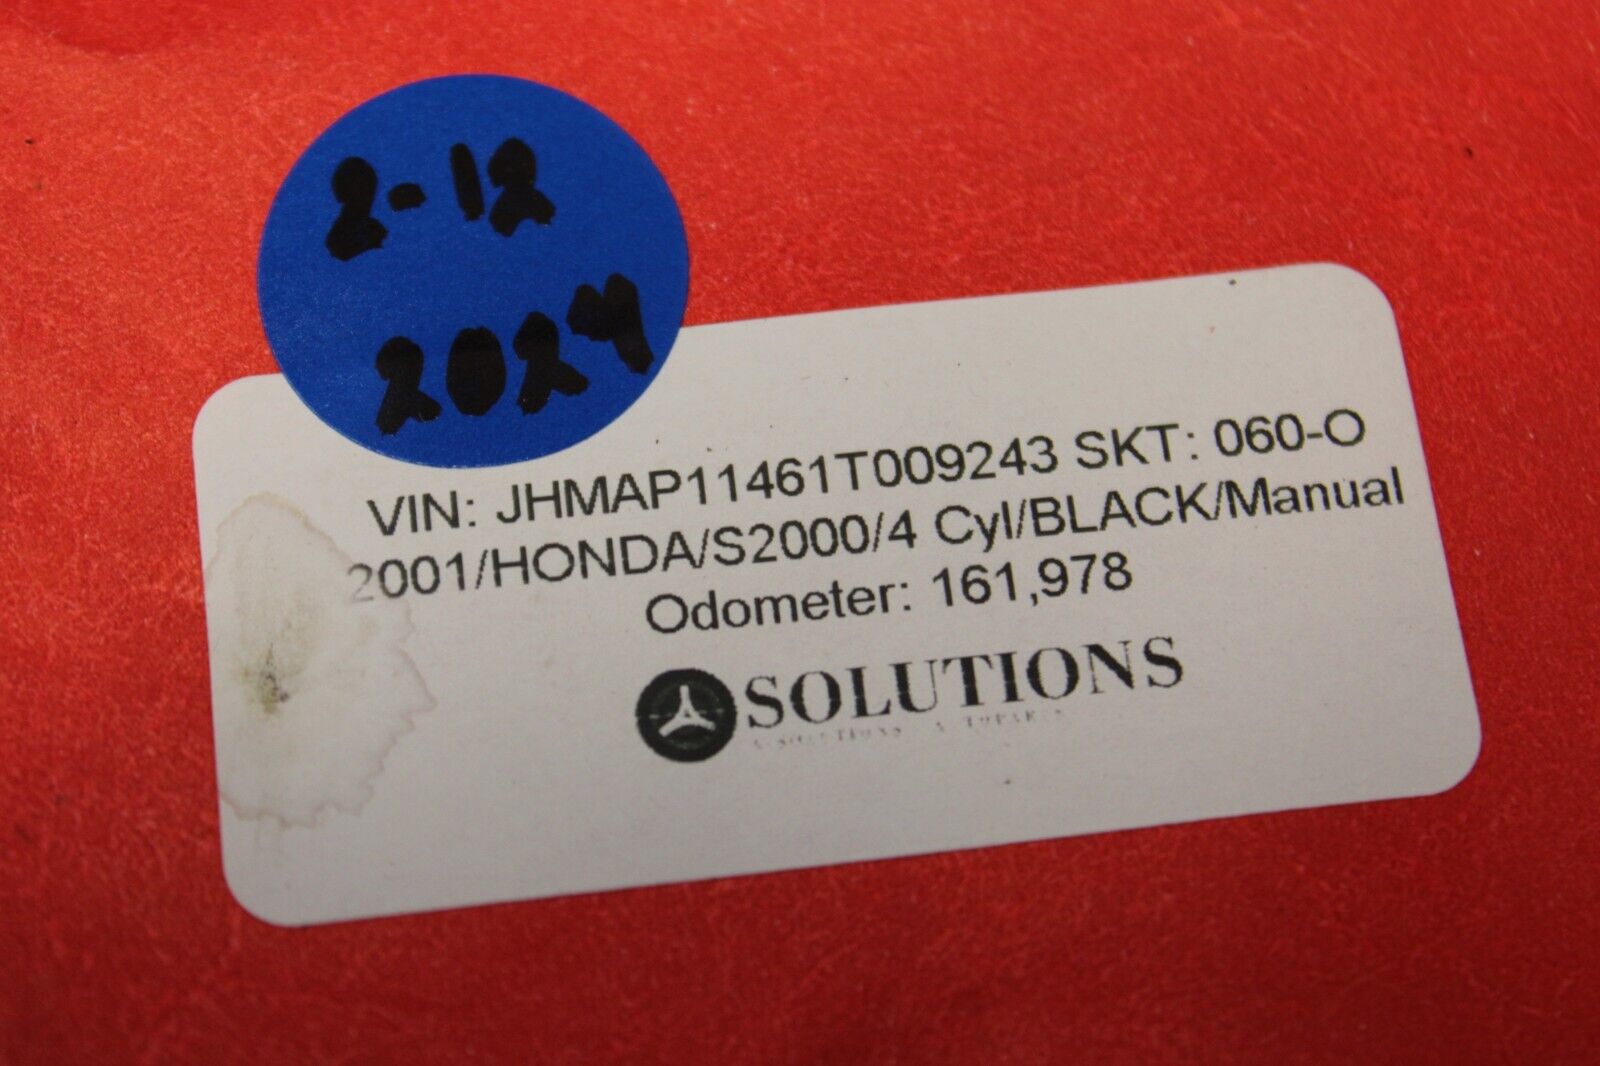 2-12
2024
VIN: JHMAP11461T009243 SKT: 060-O
2001/HONDA/S2000/4 Cyl/BLACK/Manual
Odometer: 161,978
SOLUTIONS